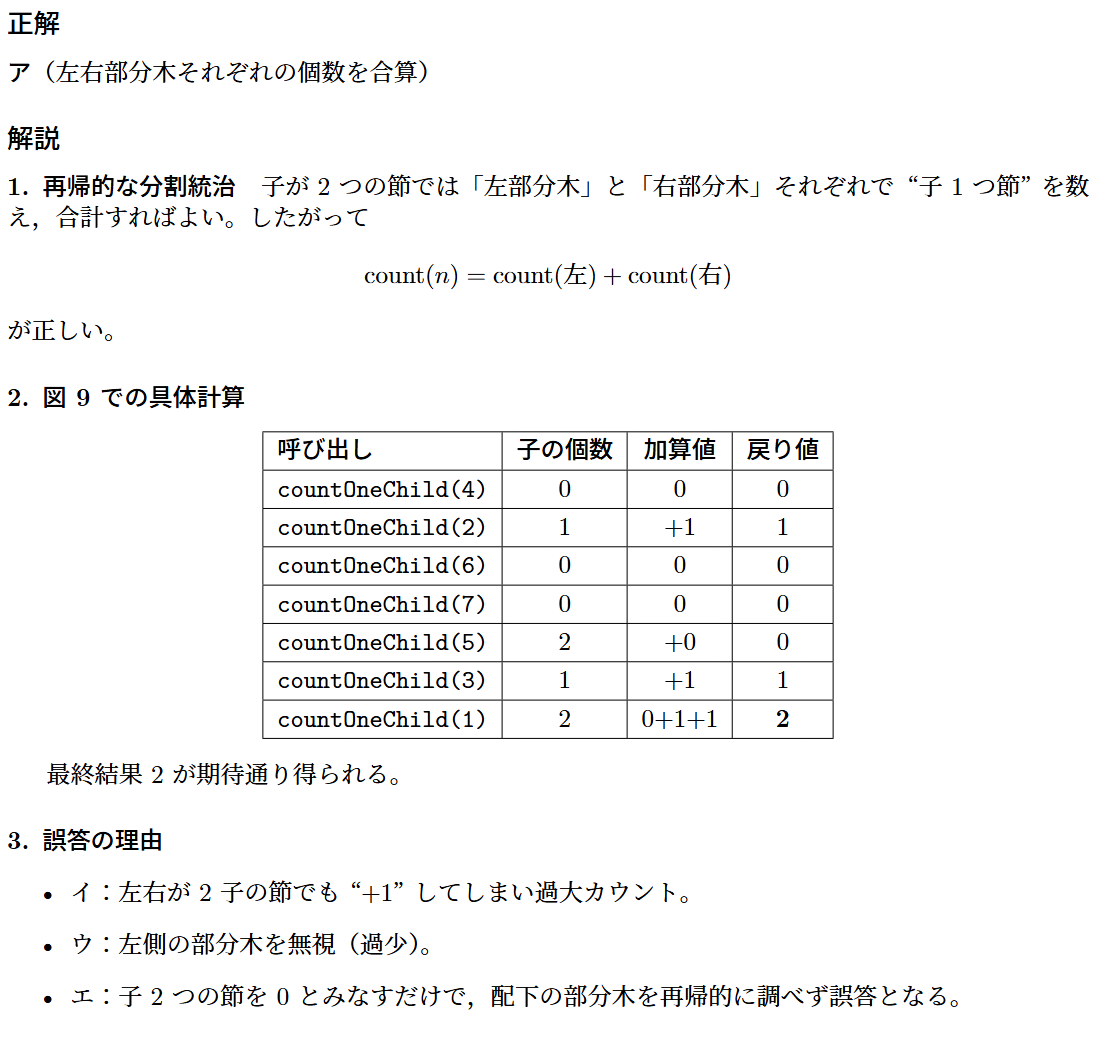 正解
ア（左右部分木それぞれの個数を合算）
解説
1. 再帰的な分割統治　子が 2 つの節では「左部分木」と「右部分木」それぞれで “子 1 つ節” を数
え，合計すればよい。したがって
count(n) = count(左) + count(右)
が正しい。
2. 図 9 での具体計算
呼び出し 子の個数 加算値 戻り値
countOneChild(4) 0 0 0
countOneChild(2) 1 +1 1
countOneChild(6) 0 0 0
countOneChild(7) 0 0 0
countOneChild(5) 2 +0 0
countOneChild(3) 1 +1 1
countOneChild(1) 2 0+1+1 2
最終結果 2 が期待通り得られる。
3. 誤答の理由
• イ：左右が 2 子の節でも “+1” してしまい過大カウント。
• ウ：左側の部分木を無視（過少）。
• エ：子 2 つの節を 0 とみなすだけで，配下の部分木を再帰的に調べず誤答となる。